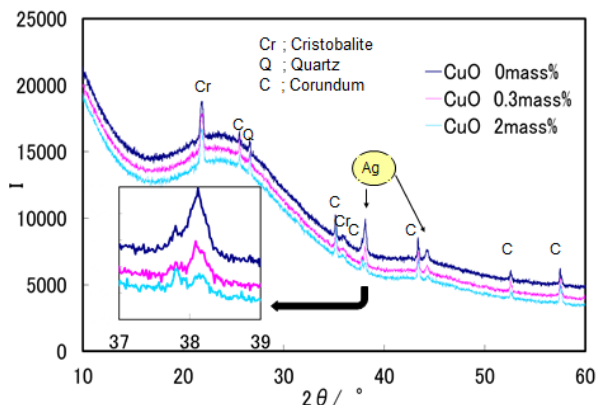 25000
20000
15000
10000
5000
0
I
Cr ; Cristobalite
Q ; Quartz
C ; Corundum
CuO 0mass%
CuO 0.3mass%
CuO 2mass%
Cr
C
Q
Ag
C
Cr
C
C
C
C
37 38 39
10 20 30 40 50 60
2θ/ °